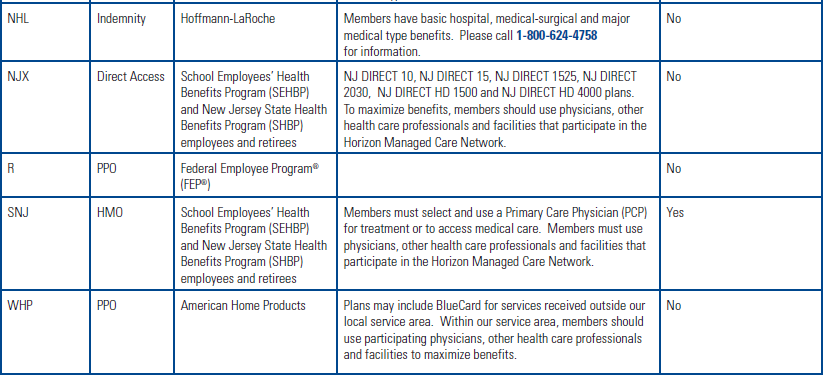 NHL Indemnity Hoffmann-LaRoche Members have basic hospital, medical-surgical and major No
medical type benefits. Please call 1-800-624-4758
for information.
NJX Direct Access School Employees’ Health NJ DIRECT 10, NJ DIRECT 15, NJ DIRECT 1525, NJ DIRECT No
Benefits Program (SEHBP) 2030, NJ DIRECT HD 1500 and NJ DIRECT HD 4000 plans.
and New Jersey State Health To maximize benefits, members should use physicians, other
Benefits Program (SHBP) health care professionals and facilities that participate in the
employees and retirees Horizon Managed Care Network.
R PPO Federal Employee Program® No
(FEP®)
SNJ HMO School Employees’ Health Members must select and use a Primary Care Physician (PCP) Yes
Benefits Program (SEHBP) for treatment or to access medical care. Members must use
and New Jersey State Health physicians, other health care professionals and facilities that
Benefits Program (SHBP) participate in the Horizon Managed Care Network.
employees and retirees
WHP PPO American Home Products Plans may include BlueCard for services received outside our No
local service area. Within our service area, members should
use participating physicians, other health care professionals
and facilities to maximize benefits.